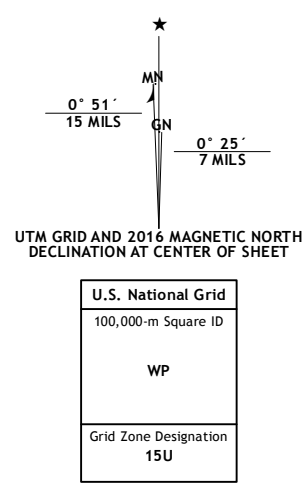 MN
GN
0° 51´
15 MILS
0° 25´
7 MILS
UTM GRID AND 2016 MAGNETIC NORTH
DECLINATION AT CENTER OF SHEET
U.S. National Grid
100,000-m Square ID
WP
Grid Zone Designation
15U